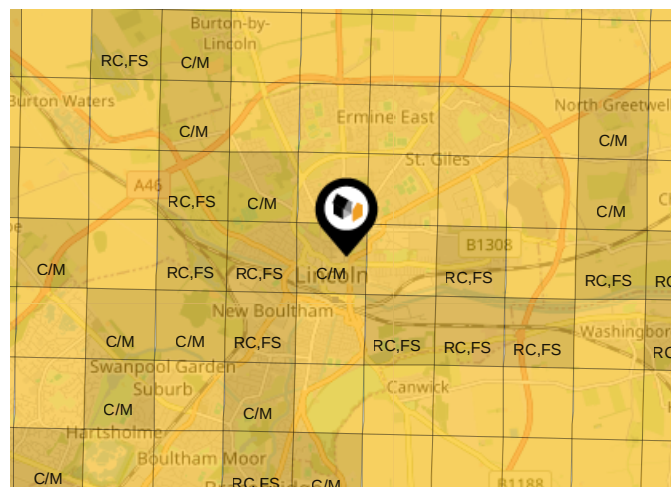 Burton-by-
Lincoln
RC,FS
C/M
Burton Waters
North Greetwel
Ermine East
C/M
C/M
St. Giles
A46
RC,FS
C/M
C/M
B1308
C/M
RC,FS
RC,FS
C/M
Lincoln
RC,FS
RC,FS
New Boultham
Washingbor
C/M
C/M
RC,FS
RC,FS
RC,FS
RC,FS
Swanpool Garden
Suburb
Canwick
C/M
C/M
Hartsholme
Boultham Moor
C/M
RC,FS
C/M
B1188